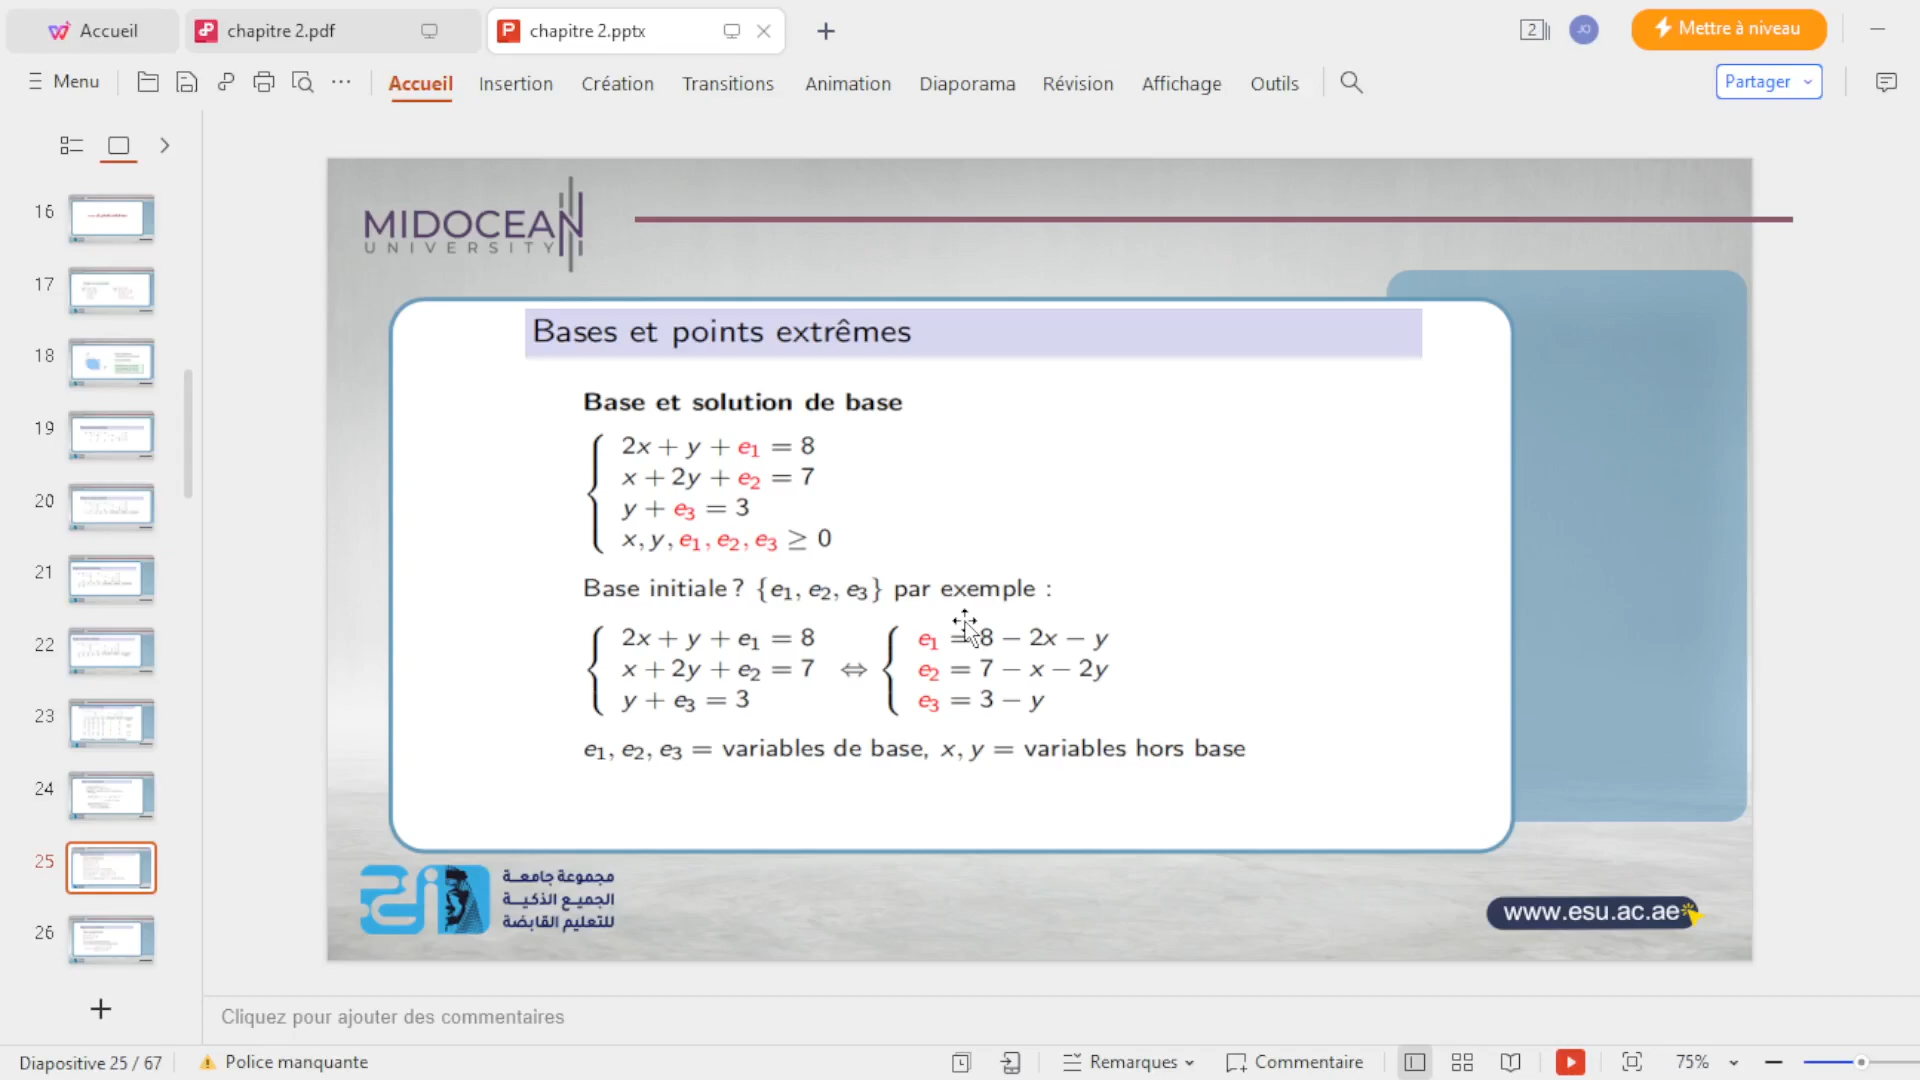 Accueil
chapitre 2.pdf
chapitre 2.pptx
2
JO
Mettre à niveau
Menu
Accueil
Insertion
Création
Transitions
Animation
Diaporama
Révision
Affichage
Outils
Partager
16
17
18
19
20
21
22
23
24
25
26
MIDOCEAN
UNIVERSITY
Bases et points extrêmes
Base et solution de base
2x + y + e₁ = 8
x + 2y + e₂ = 7
y + e₃ = 3
x, y, e₁, e₂, e₃ ≥ 0
Base initiale ? {e₁, e₂, e₃} par exemple :
2x + y + e₁ = 8
x + 2y + e₂ = 7
y + e₃ = 3
⇔
e₁ = 8 − 2x − y
e₂ = 7 − x − 2y
e₃ = 3 − y
e₁, e₂, e₃ = variables de base, x, y = variables hors base
مجموعة جامعة
الجميع الذكية
للتعليم القابضة
www.esu.ac.ae
Cliquez pour ajouter des commentaires
Diapositive 25 / 67
Police manquante
Remarques
Commentaire
75%